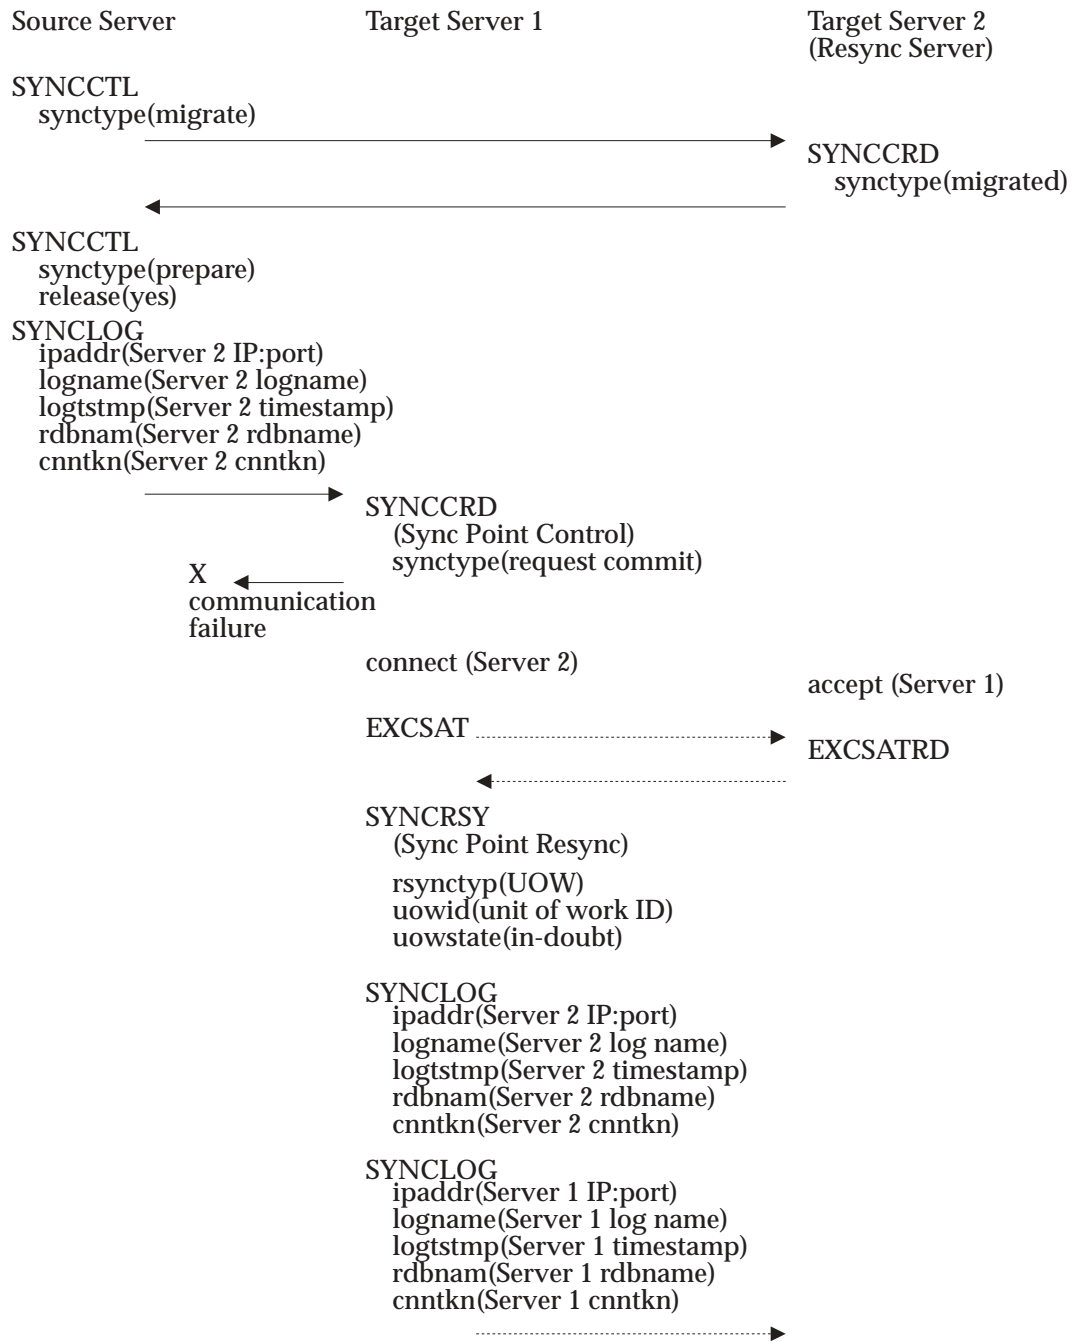 Source Server
Target Server 1
Target Server 2
(Resync Server)
SYNCCTL
synctype(migrate)
SYNCCRD
synctype(migrated)
SYNCCTL
synctype(prepare)
release(yes)
SYNCLOG
ipaddr(Server 2 IP:port)
logname(Server 2 logname)
logtstmp(Server 2 timestamp)
rdbnam(Server 2 rdbname)
cnntkn(Server 2 cnntkn)
SYNCCRD
(Sync Point Control)
synctype(request commit)
X
communication
failure
connect (Server 2)
accept (Server 1)
EXCSAT
EXCSATRD
SYNCRSY
(Sync Point Resync)
rsynctyp(UOW)
uowid(unit of work ID)
uowstate(in-doubt)
SYNCLOG
ipaddr(Server 2 IP:port)
logname(Server 2 log name)
logtstmp(Server 2 timestamp)
rdbnam(Server 2 rdbname)
cnntkn(Server 2 cnntkn)
SYNCLOG
ipaddr(Server 1 IP:port)
logname(Server 1 log name)
logtstmp(Server 1 timestamp)
rdbnam(Server 1 rdbname)
cnntkn(Server 1 cnntkn)